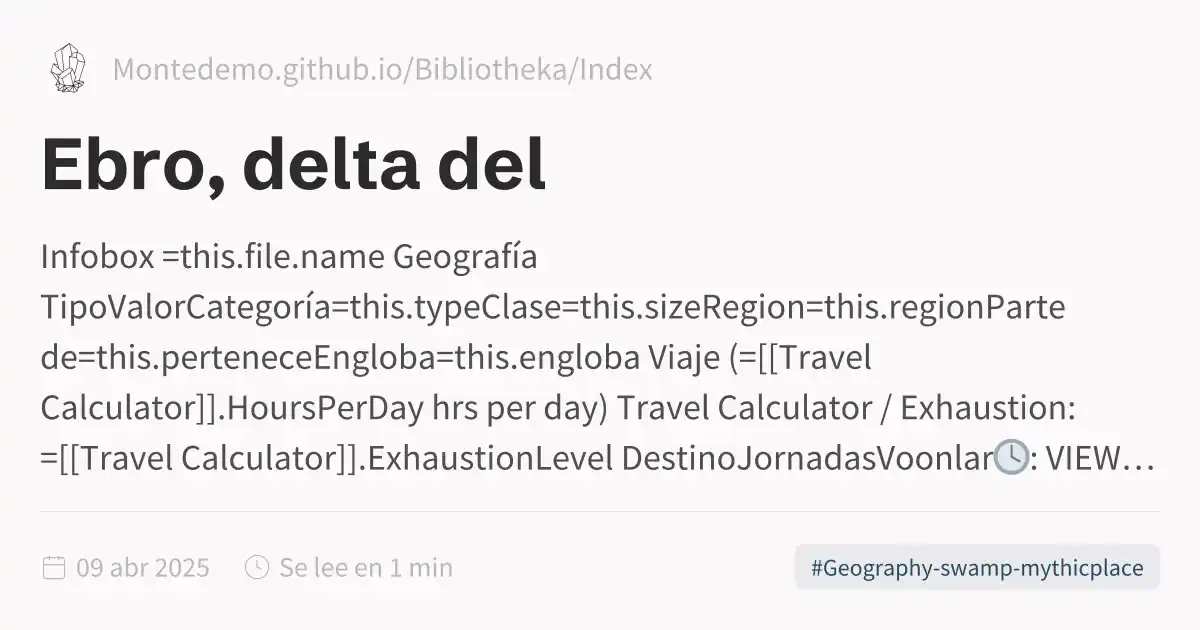 Montedemo.github.io/Bibliotheka/Index
Ebro, delta del
Infobox =this.file.name Geografía
TipoValorCategoría=this.typeClase=this.sizeRegion=this.regionParte
de=this.perteneceEngloba=this.engloba Viaje (=[[Travel
Calculator]].HoursPerDay hrs per day) Travel Calculator / Exhaustion:
=[[Travel Calculator]].ExhaustionLevel DestinoJornadasVoonlar🕓: VIEW…
09 abr 2025 Se lee en 1 min #Geography-swamp-mythicplace